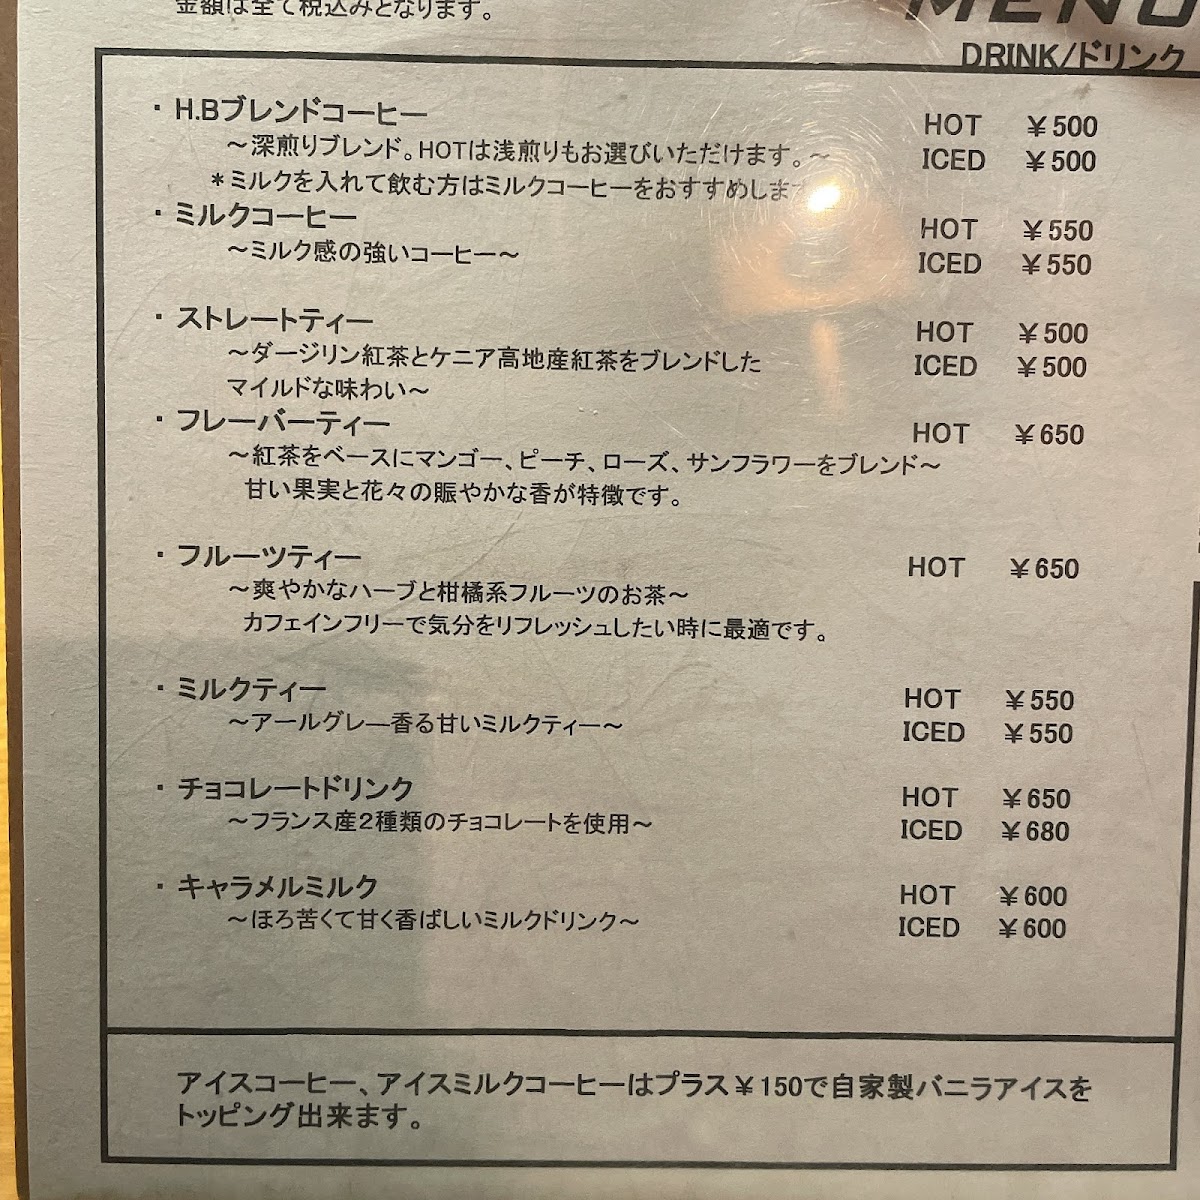 金額は全て税込みとなります。
MENU
DRINK/ドリンク
・H.Bブレンドコーヒー HOT ￥500
～深煎りブレンド。HOTは浅煎りもお選びいただけます。～ ICED ￥500
＊ミルクを入れて飲む方はミルクコーヒーをおすすめします
・ミルクコーヒー HOT ￥550
～ミルク感の強いコーヒー～ ICED ￥550
・ストレートティー HOT ￥500
～ダージリン紅茶とケニア高地産紅茶をブレンドした ICED ￥500
マイルドな味わい～
・フレーバーティー HOT ￥650
～紅茶をベースにマンゴー、ピーチ、ローズ、サンフラワーをブレンド～
甘い果実と花々の賑やかな香が特徴です。
・フルーツティー HOT ￥650
～爽やかなハーブと柑橘系フルーツのお茶～
カフェインフリーで気分をリフレッシュしたい時に最適です。
・ミルクティー HOT ￥550
～アールグレ―香る甘いミルクティー～ ICED ￥550
・チョコレートドリンク HOT ￥650
～フランス産2種類のチョコレートを使用～ ICED ￥680
・キャラメルミルク HOT ￥600
～ほろ苦くて甘く香ばしいミルクドリンク～ ICED ￥600
アイスコーヒー、アイスミルクコーヒーはプラス￥150で自家製バニラアイスを
トッピング出来ます。